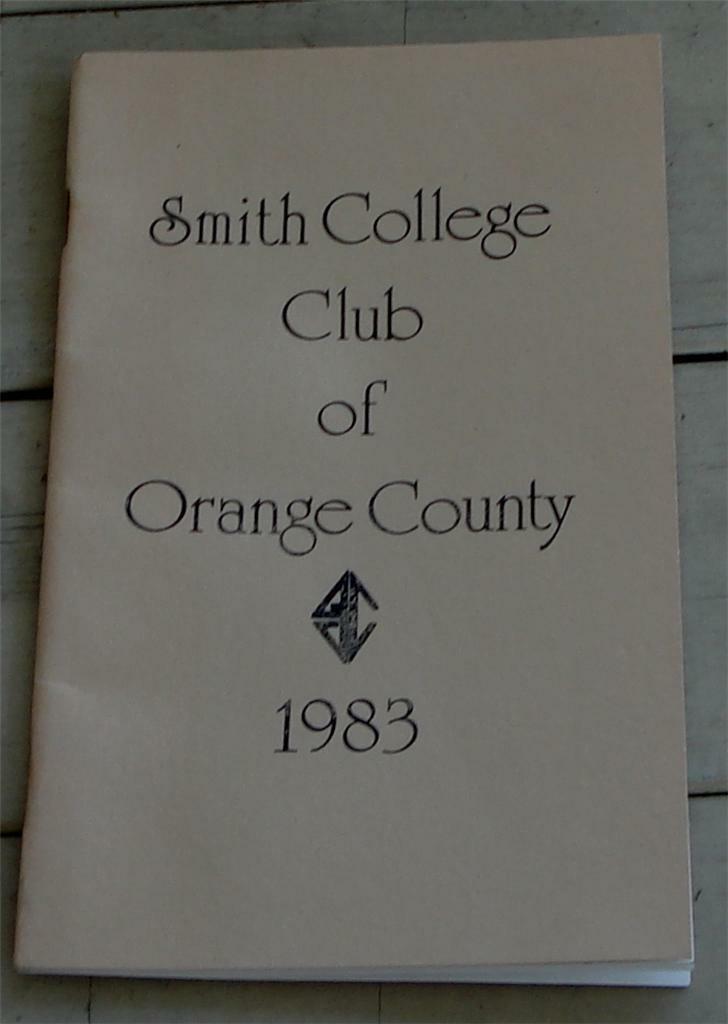 Smith College
Club
of
Orange County
1983